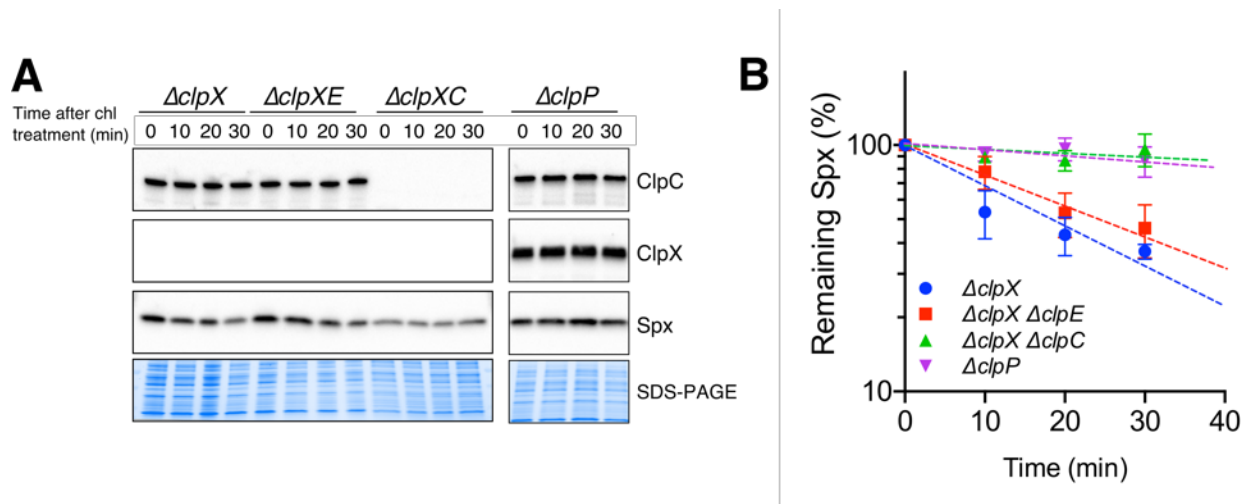 A
ΔclpX ΔclpXE ΔclpXC ΔclpP
Time after chl
treatment (min)
0 10 20 30 0 10 20 30 0 10 20 30 0 10 20 30
ClpC
ClpX
Spx
SDS-PAGE
B
Remaining Spx (%)
100
10
ΔclpX
ΔclpX ΔclpE
ΔclpX ΔclpC
ΔclpP
0 10 20 30 40
Time (min)